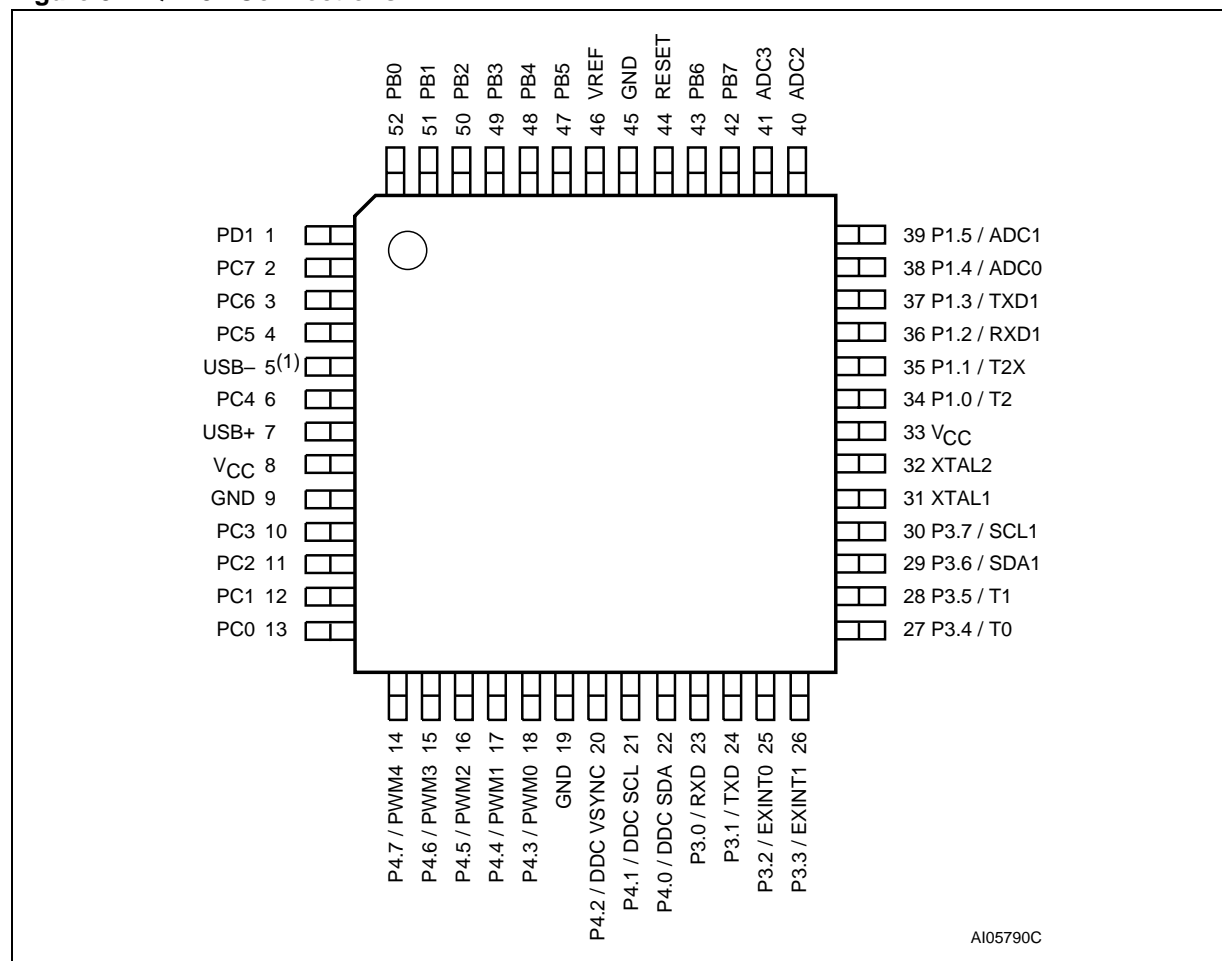 52 PB0
51 PB1
50 PB2
49 PB3
48 PB4
47 PB5
46 VREF
45 GND
44 RESET
43 PB6
42 PB7
41 ADC3
40 ADC2
PD1 1
PC7 2
PC6 3
PC5 4
USB– 5(1)
PC4 6
USB+ 7
VCC 8
GND 9
PC3 10
PC2 11
PC1 12
PC0 13
39 P1.5 / ADC1
38 P1.4 / ADC0
37 P1.3 / TXD1
36 P1.2 / RXD1
35 P1.1 / T2X
34 P1.0 / T2
33 VCC
32 XTAL2
31 XTAL1
30 P3.7 / SCL1
29 P3.6 / SDA1
28 P3.5 / T1
27 P3.4 / T0
P4.7 / PWM4 14
P4.6 / PWM3 15
P4.5 / PWM2 16
P4.4 / PWM1 17
P4.3 / PWM0 18
GND 19
P4.2 / DDC VSYNC 20
P4.1 / DDC SCL 21
P4.0 / DDC SDA 22
P3.0 / RXD 23
P3.1 / TXD 24
P3.2 / EXINT0 25
P3.3 / EXINT1 26
AI05790C